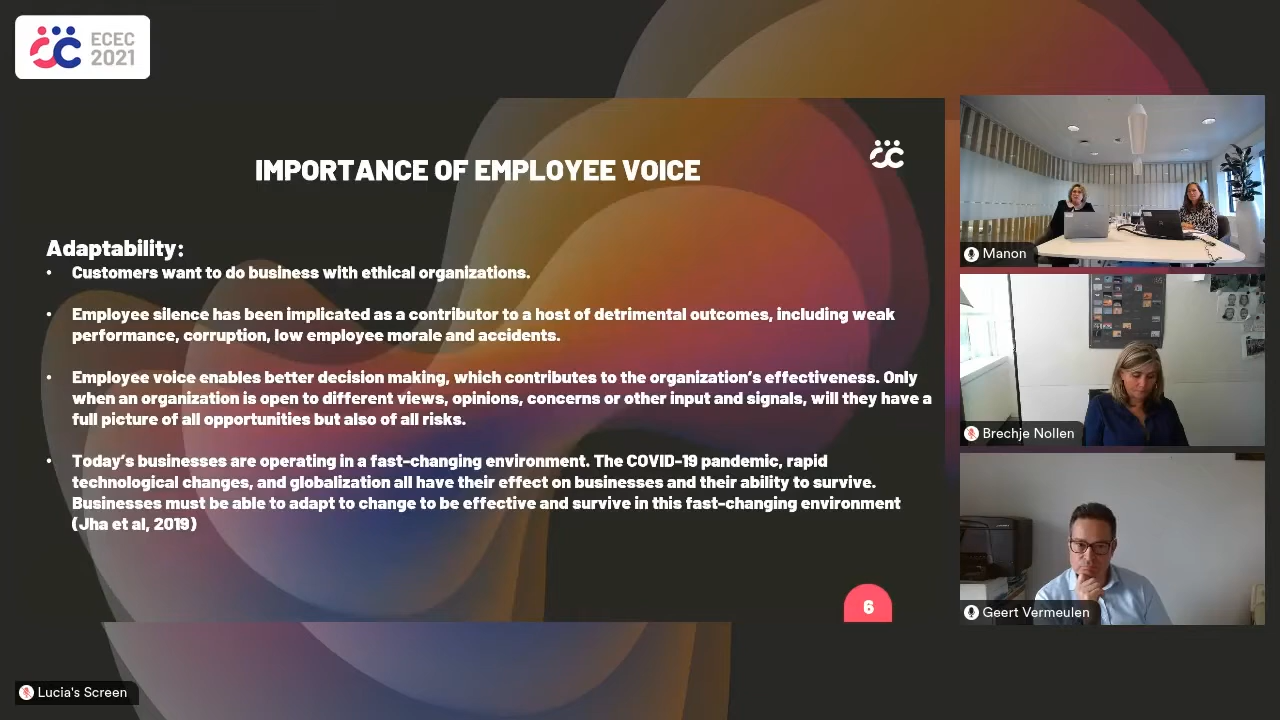 ECEC
2021
IMPORTANCE OF EMPLOYEE VOICE
Adaptability:
• Customers want to do business with ethical organizations.
• Employee silence has been implicated as a contributor to a host of detrimental outcomes, including weak
performance, corruption, low employee morale and accidents.
• Employee voice enables better decision making, which contributes to the organization's effectiveness. Only
when an organization is open to different views, opinions, concerns or other input and signals, will they have a
full picture of all opportunities but also of all risks.
• Today's businesses are operating in a fast-changing environment. The COVID-19 pandemic, rapid
technological changes, and globalization all have their effect on businesses and their ability to survive.
Businesses must be able to adapt to change to be effective and survive in this fast-changing environment
(Jha et al, 2019)
6
Manon
Brechje Nollen
Geert Vermeulen
Lucia's Screen